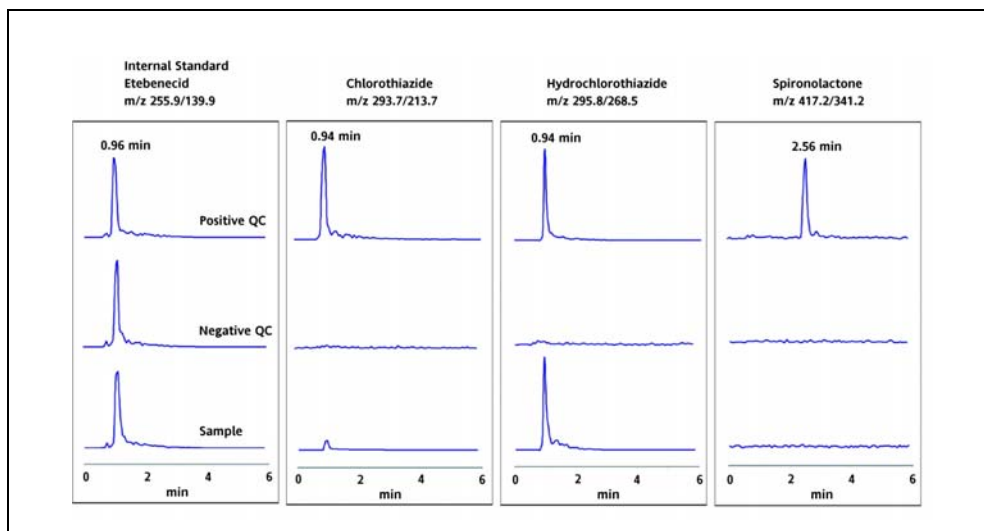 Internal Standard
Etebenecid
m/z 255.9/139.9
Chlorothiazide
m/z 293.7/213.7
Hydrochlorothiazide
m/z 295.8/268.5
Spironolactone
m/z 417.2/341.2
0.96 min
0.94 min
0.94 min
2.56 min
Positive QC
Negative QC
Sample
0 2 4 6
min
0 2 4 6
min
0 2 4 6
min
0 2 4 6
min